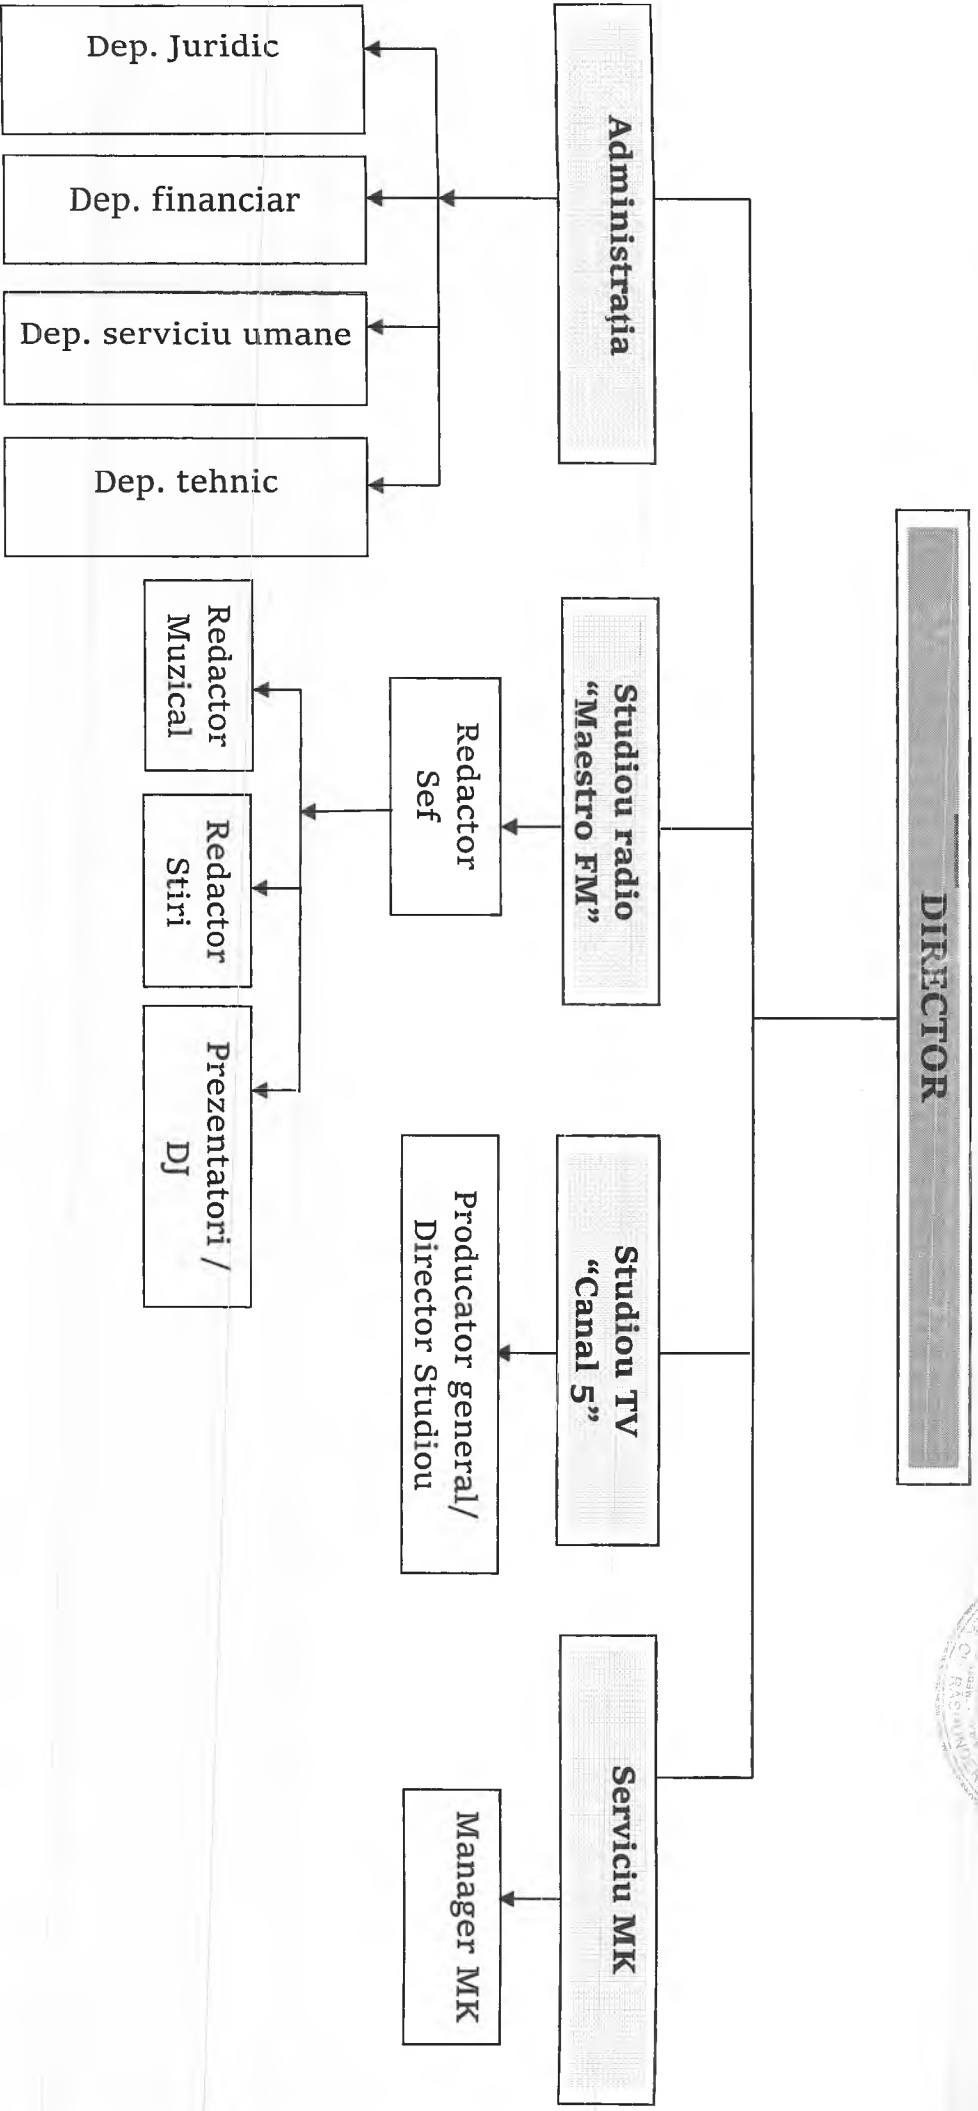 DIRECTOR
Administrația
Studiou radio
“Maestro FM”
Studiou TV
“Canal 5”
Serviciu MK
Dep. Juridic
Dep. financiar
Dep. serviciu umane
Dep. tehnic
Redactor
Sef
Producator general/
Director Studiou
Manager MK
Redactor
Muzical
Redactor
Stiri
Prezentatori /
DJ